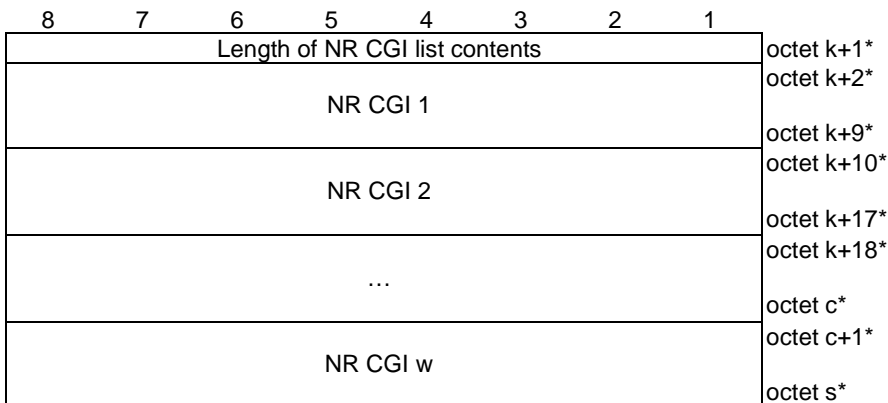 8 7 6 5 4 3 2 1
Length of NR CGI list contents octet k+1*
octet k+2*
NR CGI 1
octet k+9*
octet k+10*
NR CGI 2
octet k+17*
octet k+18*
…
octet c*
octet c+1*
NR CGI w
octet s*